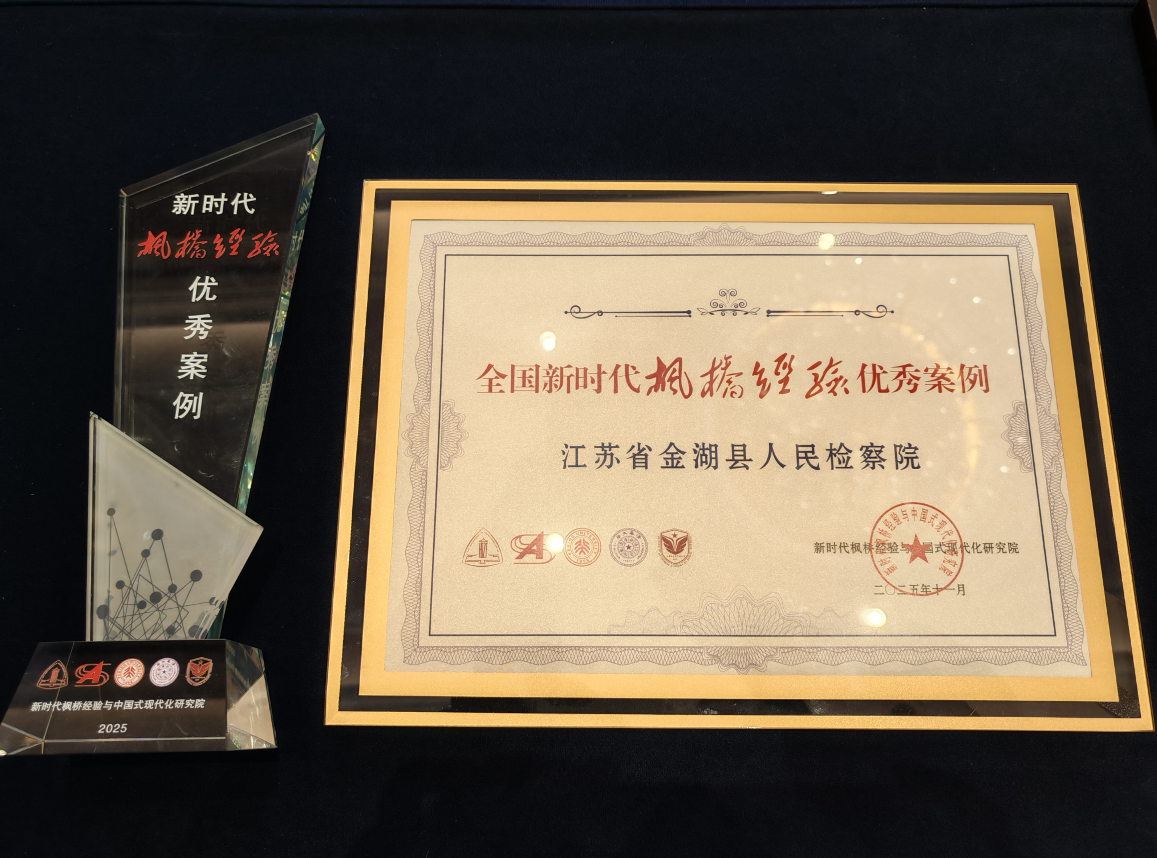 新时代
枫橋经验
优
秀
案
例
新时代枫桥经验与中国式现代化研究院
2025
全国新时代枫橋经验优秀案例
江苏省金湖县人民检察院
新时代枫桥经验与中国式现代化研究院
二〇二五年十一月